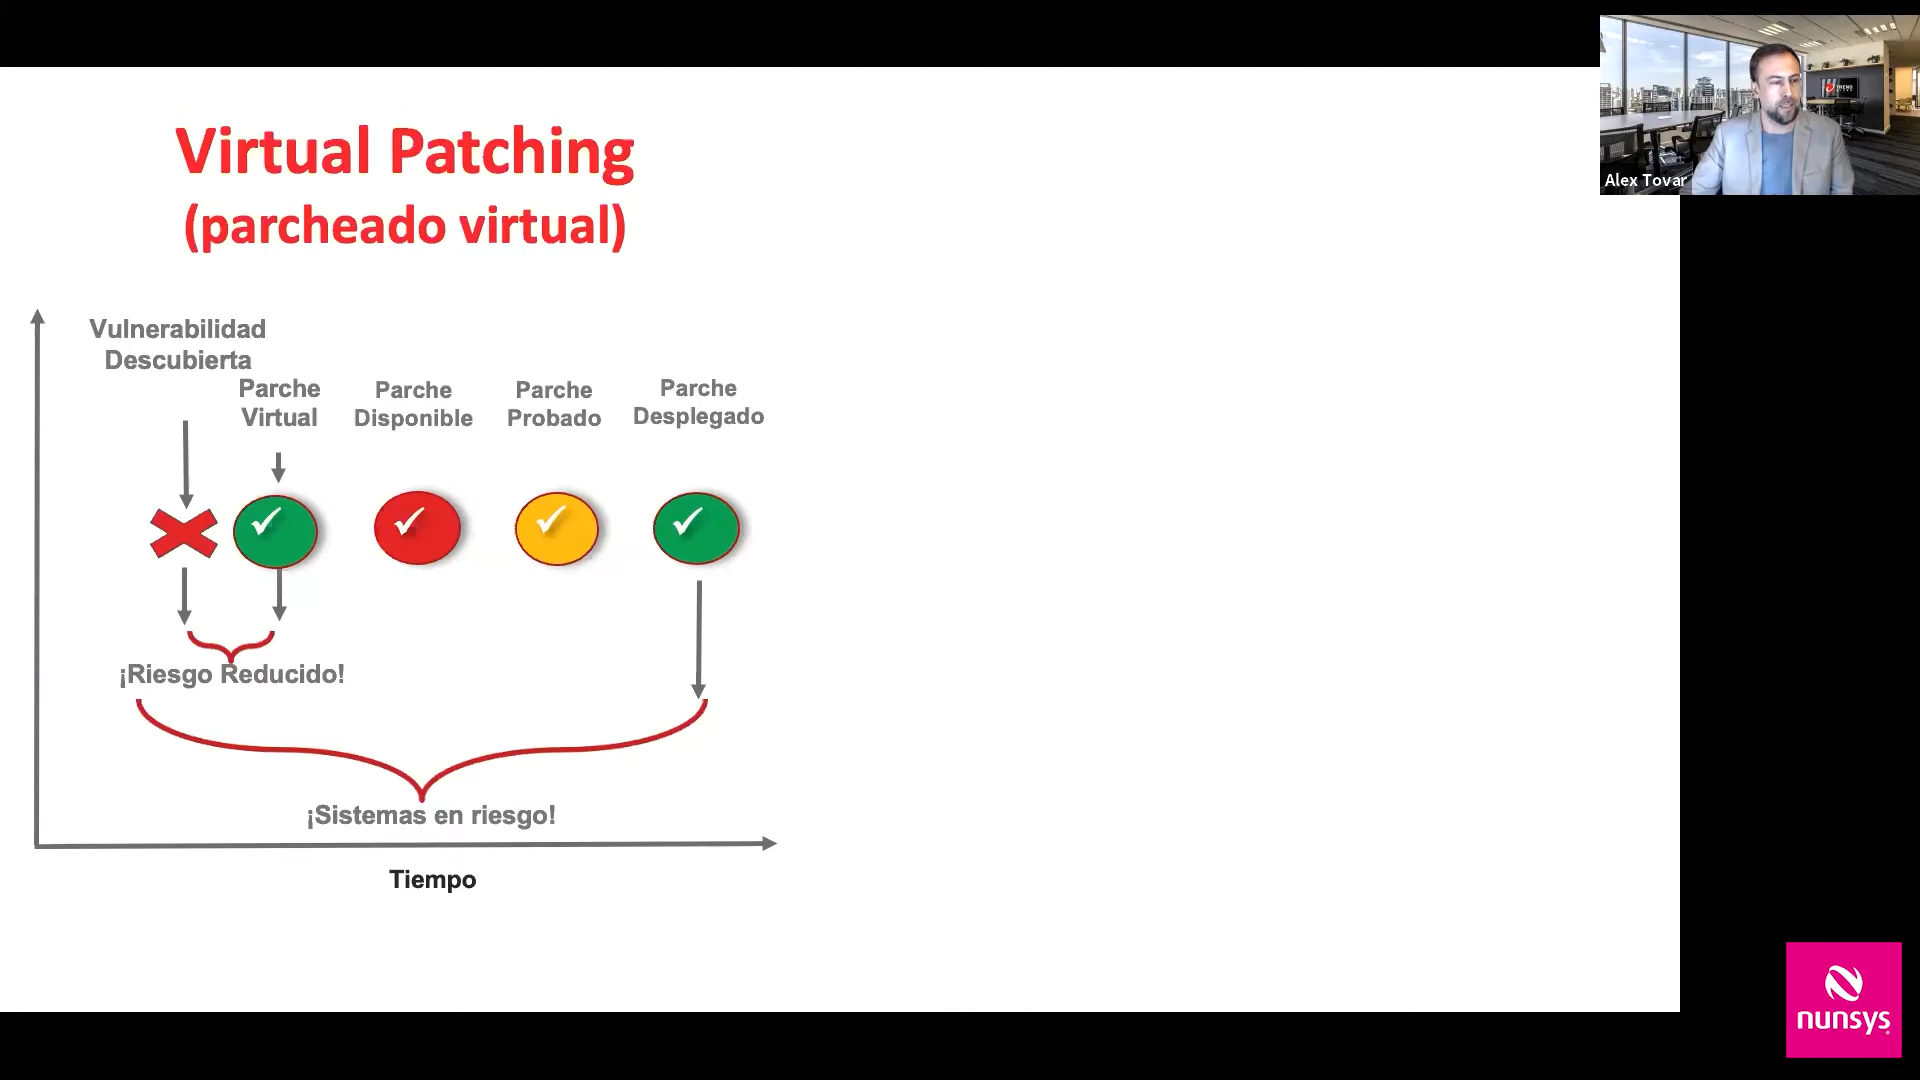 Virtual Patching
(parcheado virtual)
Vulnerabilidad
Descubierta
Parche
Virtual
Parche
Disponible
Parche
Probado
Parche
Desplegado
¡Riesgo Reducido!
¡Sistemas en riesgo!
Tiempo
TREND
Alex Tovar
nunsys